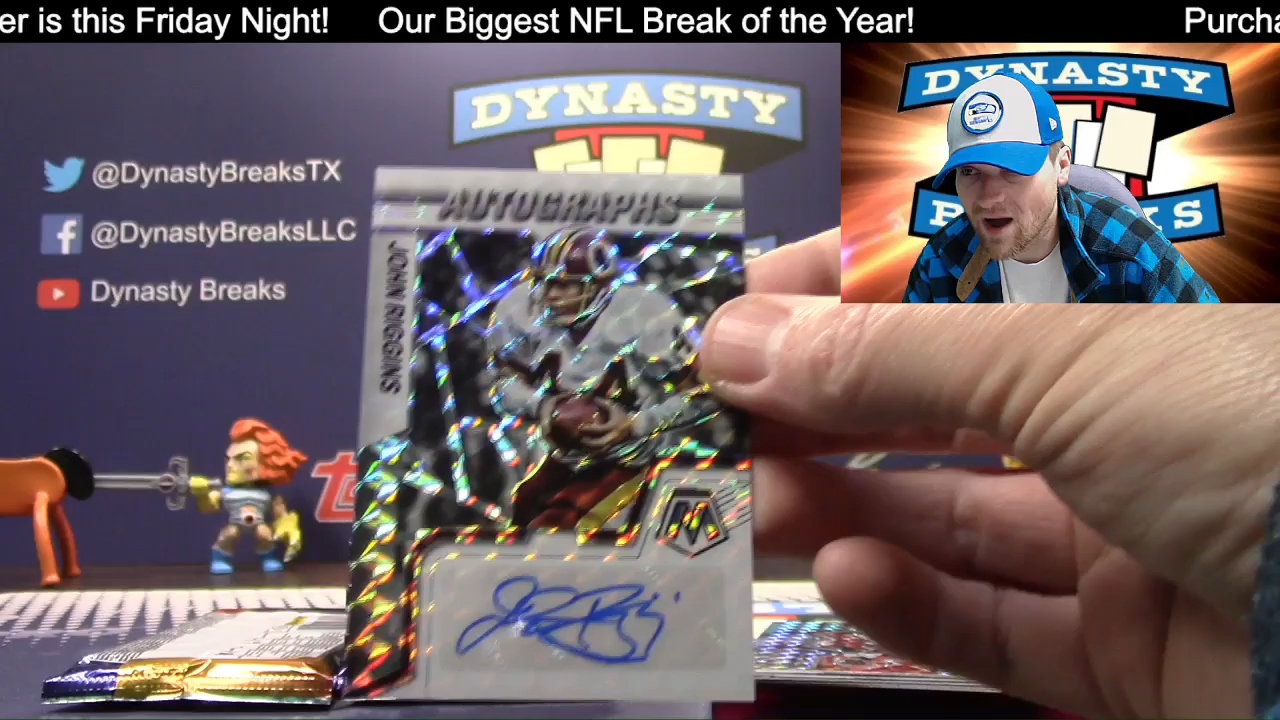 er is this Friday Night! Our Biggest NFL Break of the Year! Purcha
DYNASTY
@DynastyBreaksTX
@DynastyBreaksLLC
Dynasty Breaks
AUTOGRAPHS
JOHN RIGGINS
M
DYNASTY